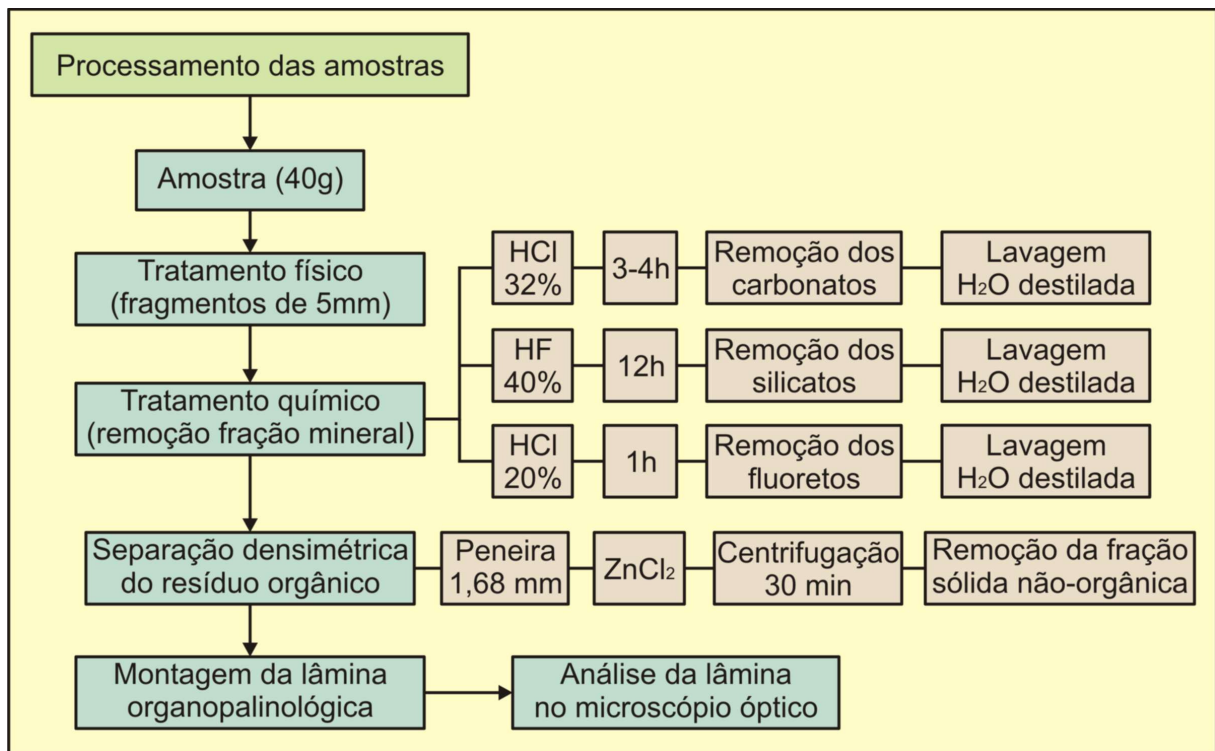 Processamento das amostras
Amostra (40g)
Tratamento físico
(fragmentos de 5mm)
Tratamento químico
(remoção fração mineral)
HCl
32%
3-4h
Remoção dos
carbonatos
Lavagem
H₂O destilada
HF
40%
12h
Remoção dos
silicatos
Lavagem
H₂O destilada
HCl
20%
1h
Remoção dos
fluoretos
Lavagem
H₂O destilada
Separação densimétrica
do resíduo orgânico
Peneira
1,68 mm
ZnCl₂
Centrifugação
30 min
Remoção da fração
sólida não-orgânica
Montagem da lâmina
organopalinológica
Análise da lâmina
no microscópio óptico